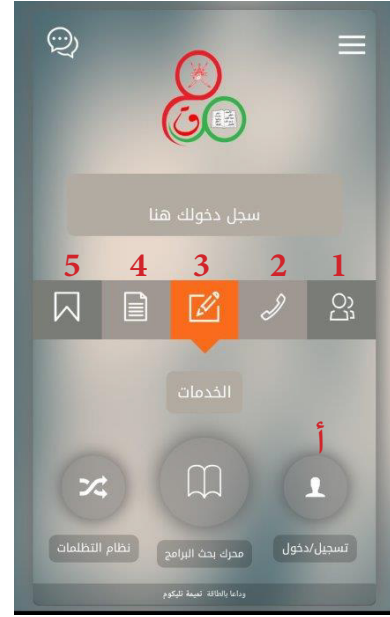 ق
سجل دخولك هنا
1 2 3 4 5
الخدمات
أ
تسجيل/دخول
محرك بحث البرامج
نظام التظلمات
وداعا بالطاقة تميمة تليكوم